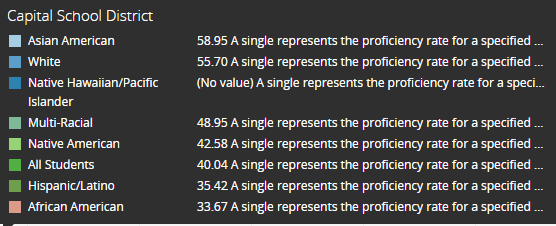 Capital School District
Asian American 58.95 A single represents the proficiency rate for a specified ...
White 55.70 A single represents the proficiency rate for a specified ...
Native Hawaiian/Pacific (No value) A single represents the proficiency rate for a speci...
Islander
Multi-Racial 48.95 A single represents the proficiency rate for a specified ...
Native American 42.58 A single represents the proficiency rate for a specified ...
All Students 40.04 A single represents the proficiency rate for a specified ...
Hispanic/Latino 35.42 A single represents the proficiency rate for a specified ...
African American 33.67 A single represents the proficiency rate for a specified ...